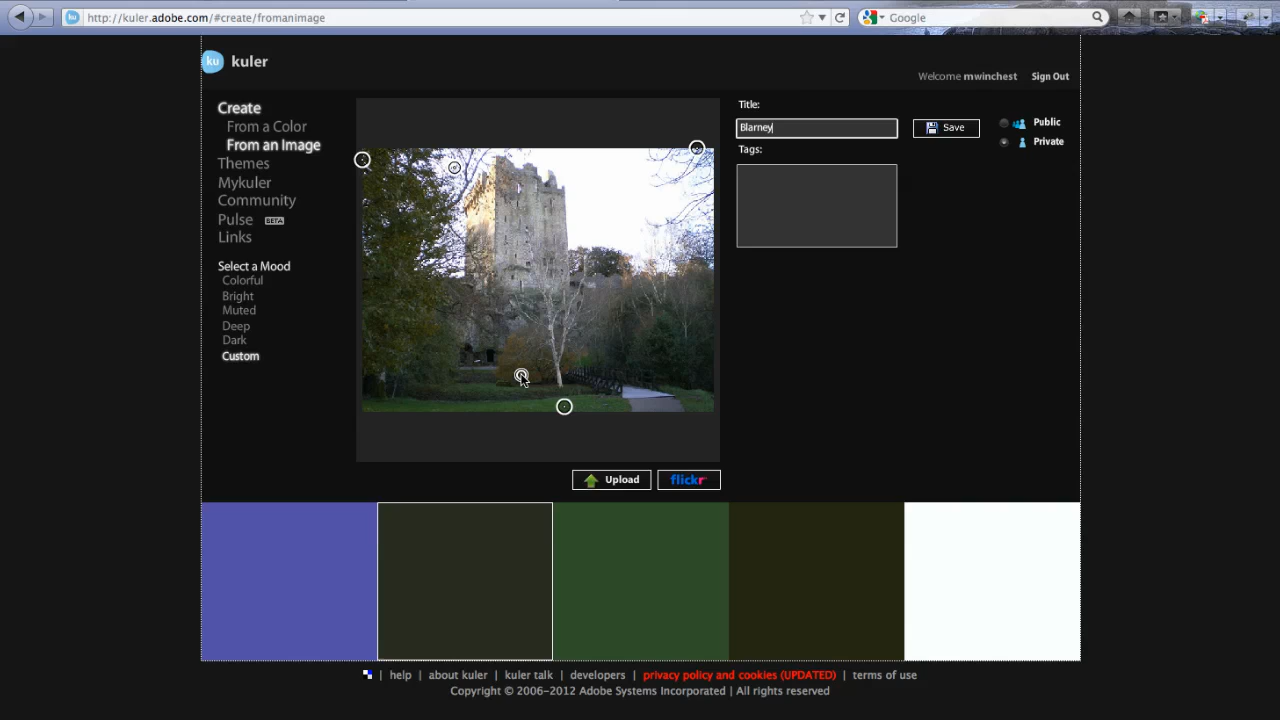 http://kuler.adobe.com/#create/fromanimage
Google
ku kuler
Welcome mwinchest Sign Out
Create
From a Color
From an Image
Themes
Mykuler
Community
Pulse BETA
Links
Select a Mood
Colorful
Bright
Muted
Deep
Dark
Custom
Title:
Blarney
Save
Public
Private
Tags:
Upload
flickr
| help | about kuler | kuler talk | developers | privacy policy and cookies (UPDATED) | terms of use
Copyright © 2006-2012 Adobe Systems Incorporated | All rights reserved